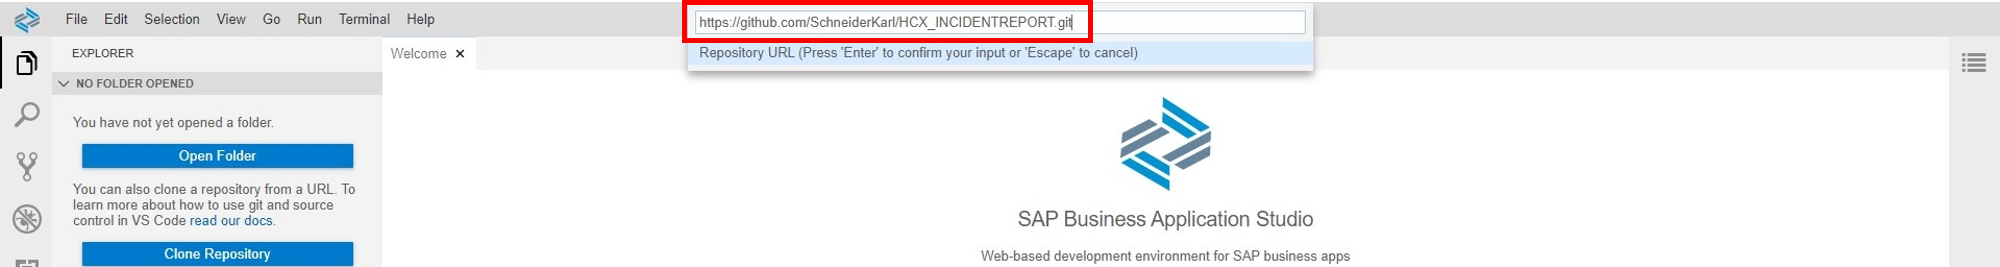 File Edit Selection View Go Run Terminal Help
https://github.com/SchneiderKarl/HCX_INCIDENTREPORT.git
Repository URL (Press 'Enter' to confirm your input or 'Escape' to cancel)
EXPLORER
Welcome
NO FOLDER OPENED
You have not yet opened a folder.
Open Folder
You can also clone a repository from a URL. To
learn more about how to use git and source
control in VS Code read our docs.
Clone Repository
SAP Business Application Studio
Web-based development environment for SAP business apps